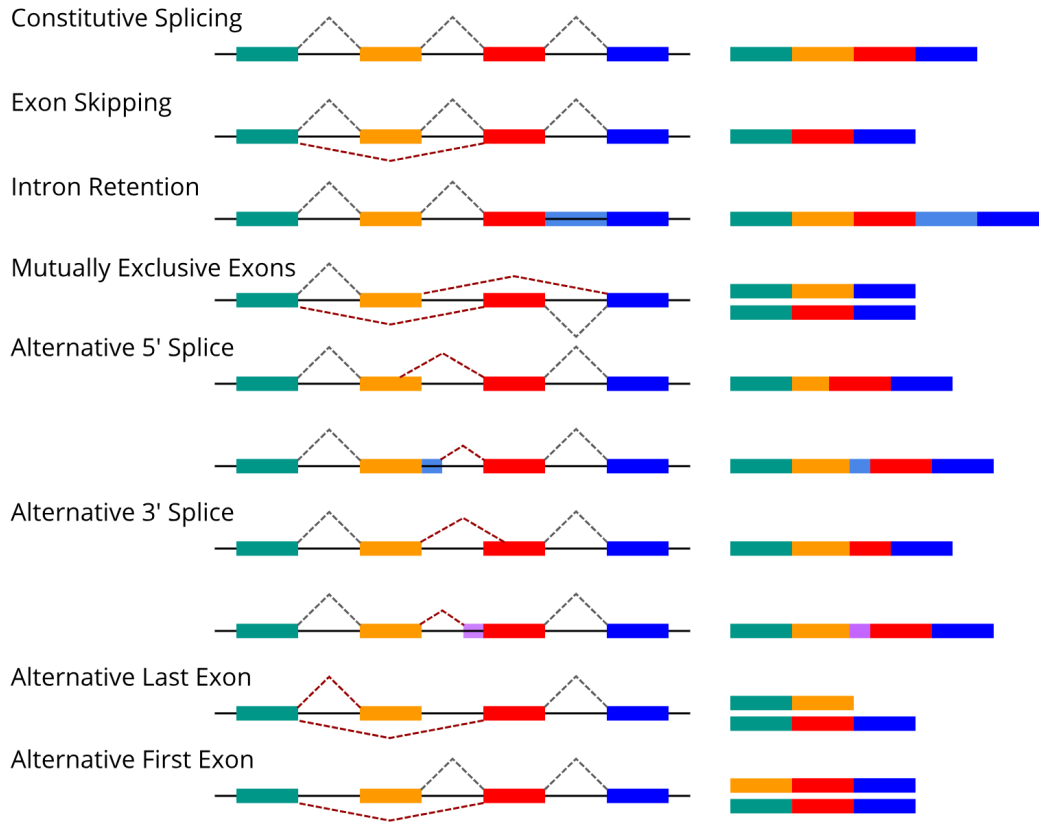 Constitutive Splicing
Exon Skipping
Intron Retention
Mutually Exclusive Exons
Alternative 5' Splice
Alternative 3' Splice
Alternative Last Exon
Alternative First Exon